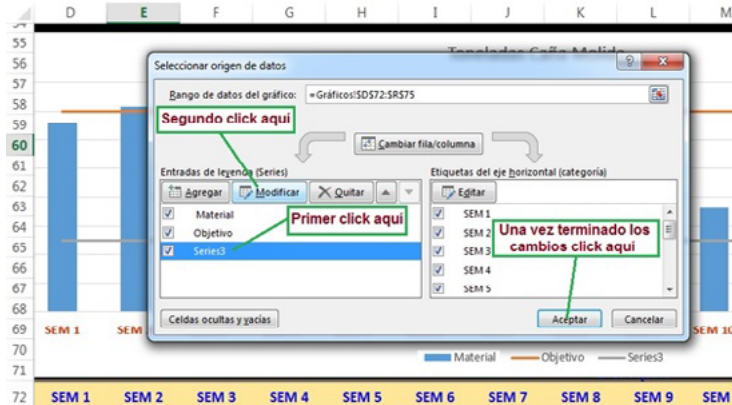 D E F G H I J K L M
54
55
56
57
58
59
60
61
62
63
64
65
66
67
68
69
70
71
72
Toneladas Caña Molida
Seleccionar origen de datos
Rango de datos del gráfico: =Gráficos!$D$72:$R$75
Segundo click aquí
Cambiar fila/columna
Entradas de leyenda (Series)
Etiquetas del eje horizontal (categoría)
Agregar Modificar Quitar
Editar
Material
Objetivo
Series3
Primer click aquí
SEM 1
SEM 2
SEM 3
SEM 4
SEM 5
Una vez terminado los
cambios click aquí
Celdas ocultas y vacías
Aceptar Cancelar
SEM 1 SEM SEM 10
Material Objetivo Series3
SEM 1 SEM 2 SEM 3 SEM 4 SEM 5 SEM 6 SEM 7 SEM 8 SEM 9 SEM